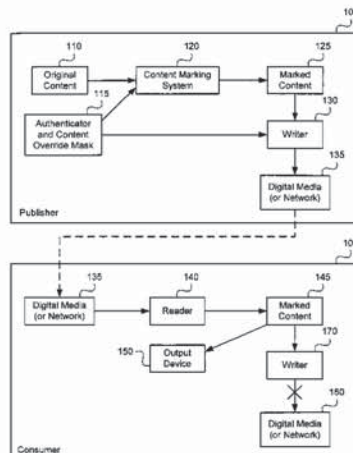 10
110
120
125
Original
Content
Content Marking
System
Marked
Content
115
130
Authenticator
and Content
Override Mask
Writer
135
Digital Media
(or Network)
Publisher
10
135
140
145
Digital Media
(or Network)
Reader
Marked
Content
150
Output
Device
170
Writer
160
Digital Media
(or Network)
Consumer